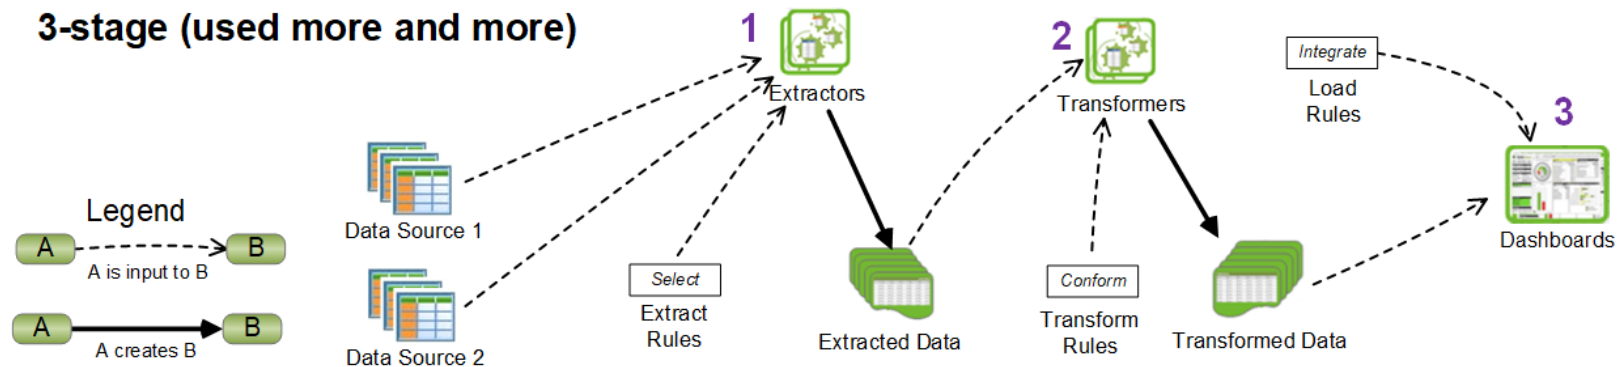 3-stage (used more and more)
1
Extractors
2
Transformers
Integrate
Load
Rules
3
Dashboards
Data Source 1
Data Source 2
Select
Extract
Rules
Extracted Data
Conform
Transform
Rules
Transformed Data
Legend
A
B
A is input to B
A
B
A creates B